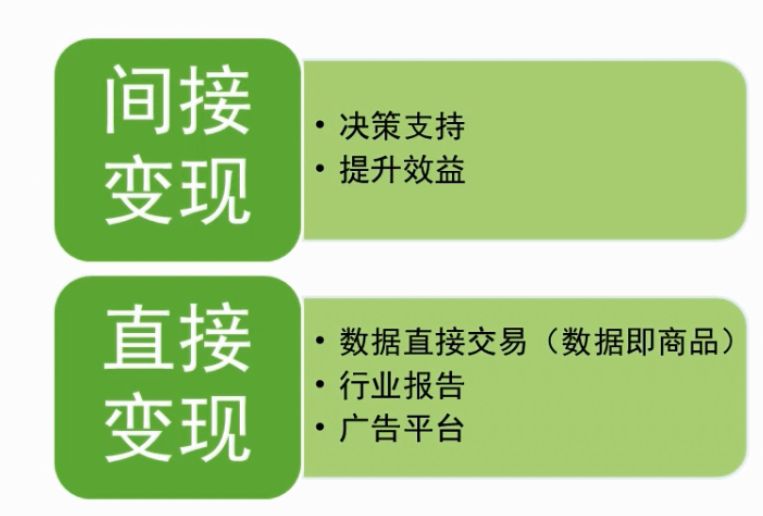 间接
变现
• 决策支持
• 提升效益
直接
变现
• 数据直接交易（数据即商品）
• 行业报告
• 广告平台